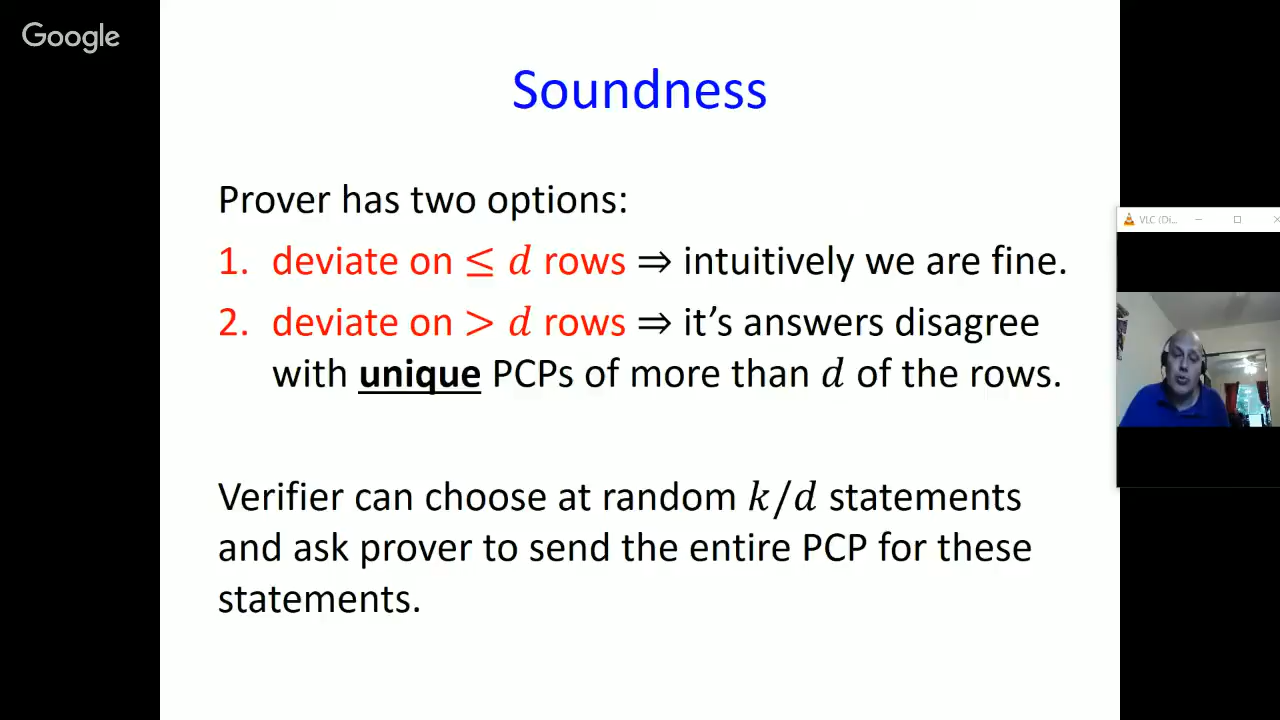 Google
Soundness
Prover has two options:
1. deviate on ≤ d rows ⇒ intuitively we are fine.
2. deviate on > d rows ⇒ it's answers disagree
with unique PCPs of more than d of the rows.
VLC (Di...
Verifier can choose at random k/d statements
and ask prover to send the entire PCP for these
statements.